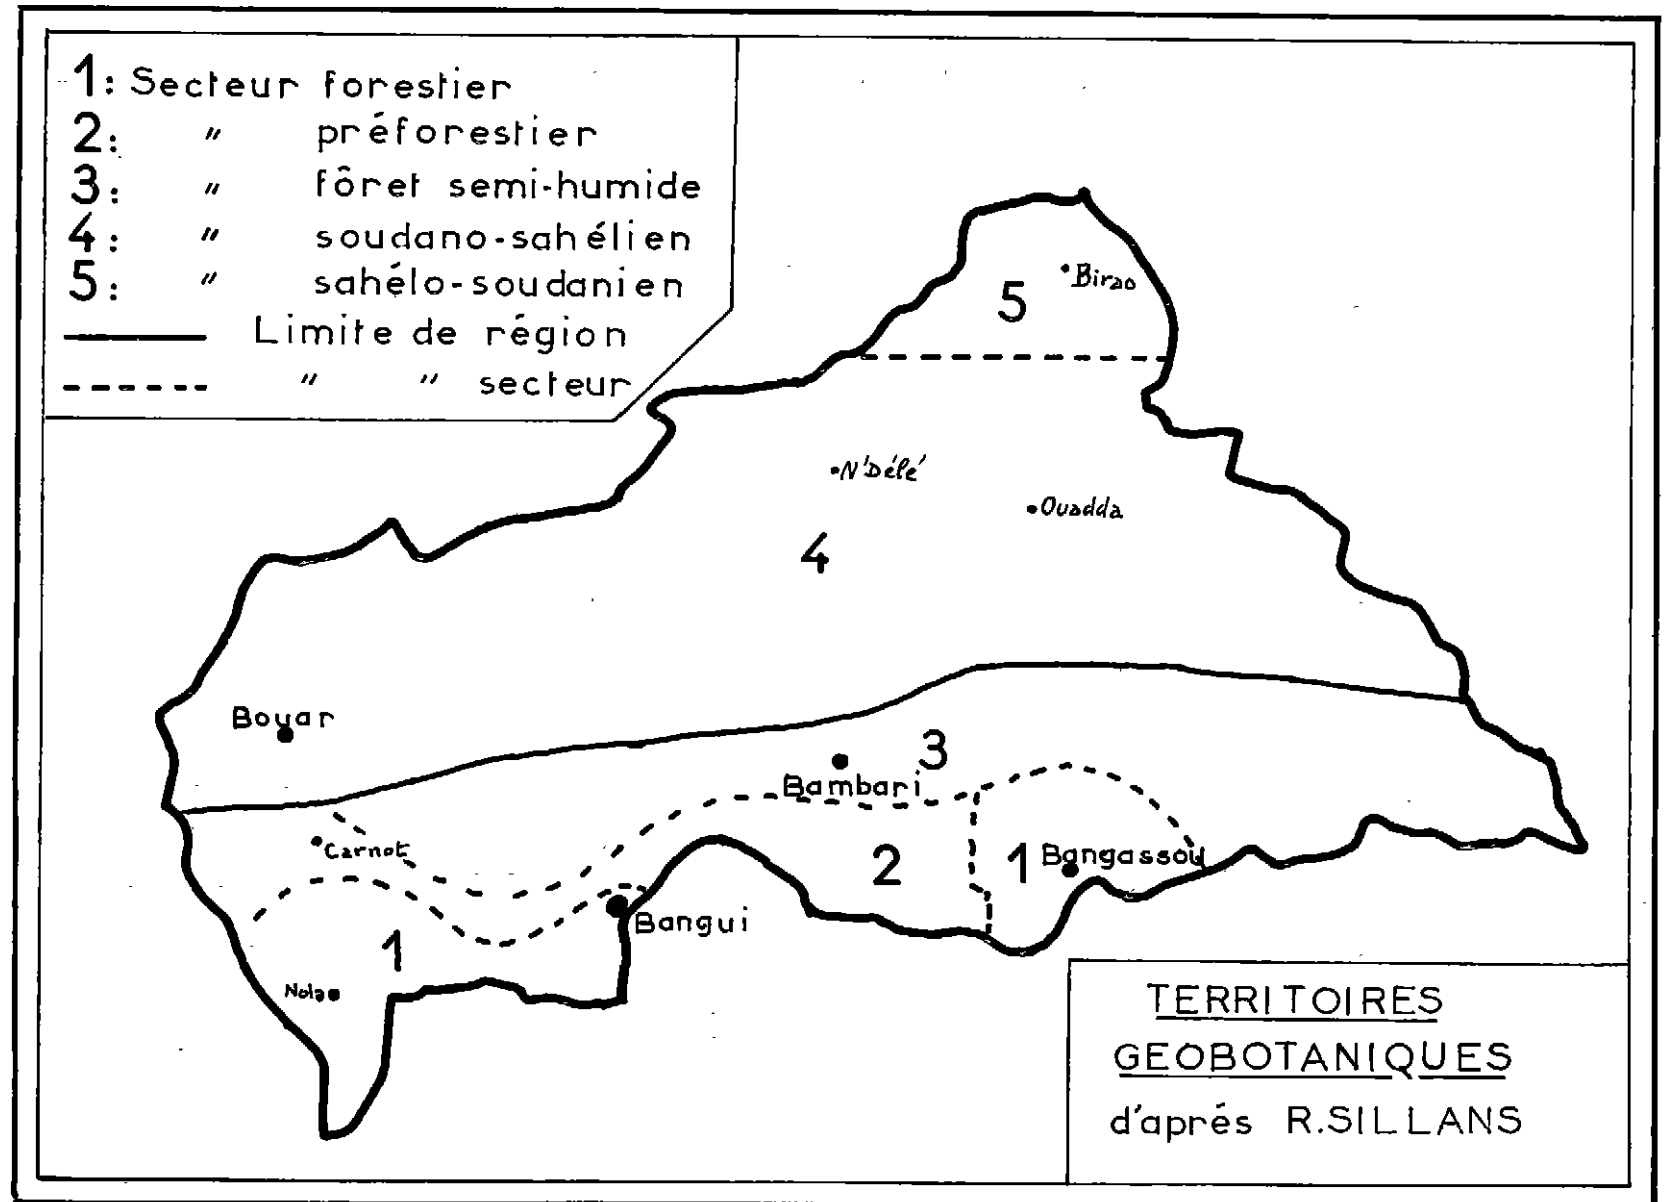 1: Secteur forestier
2: " préforestier
3: " fôret semi-humide
4: " soudano-sahélien
5: " sahélo-soudanien
Limite de région
" " secteur
Birao
5
N'Délé
Ouadda
4
Bouar
3
Bambari
Carnot
2
1
Bangassou
Bangui
1
Nola
TERRITOIRES
GEOBOTANIQUES
d'aprés R.SILLANS